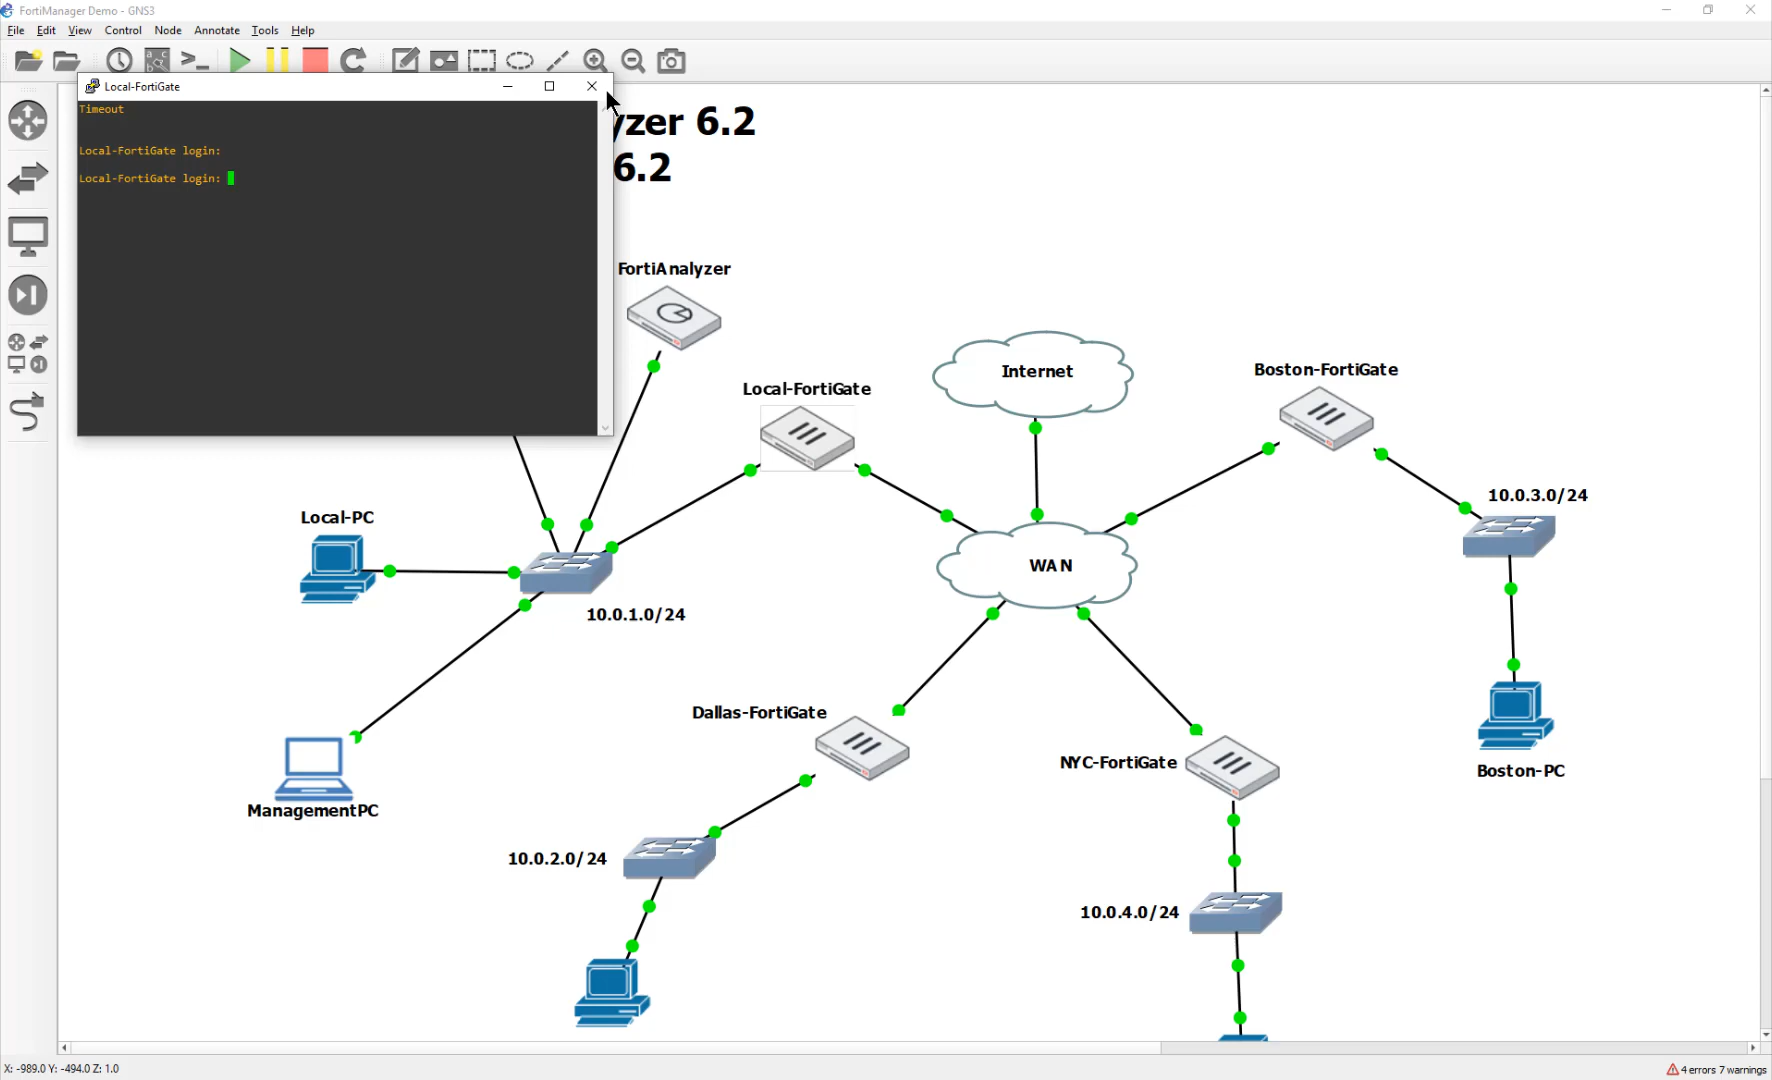 FortiManager Demo - GNS3
File Edit View Control Node Annotate Tools Help
Local-FortiGate
Timeout
Local-FortiGate login:
Local-FortiGate login:
yzer 6.2
6.2
FortiAnalyzer
Local-FortiGate
Internet
Boston-FortiGate
10.0.3.0/24
Local-PC
WAN
10.0.1.0/24
Dallas-FortiGate
NYC-FortiGate
Boston-PC
ManagementPC
10.0.2.0/24
10.0.4.0/24
X: -989.0 Y: -494.0 Z: 1.0
4 errors 7 warnings